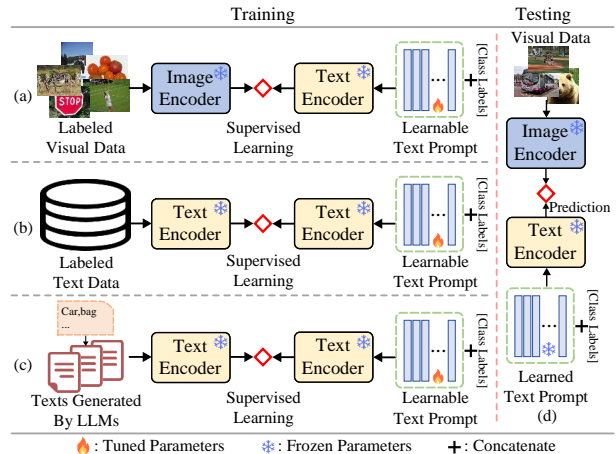 Training
Testing
(a)
STOP
Labeled
Visual Data
Image
Encoder
Supervised
Learning
Text
Encoder
...
Learnable
Text Prompt
[Class Labels]
(b)
Labeled
Text Data
Text
Encoder
Supervised
Learning
Text
Encoder
...
Learnable
Text Prompt
[Class Labels]
(c)
Car,bag
...
Texts Generated
By LLMs
Text
Encoder
Supervised
Learning
Text
Encoder
...
Learnable
Text Prompt
[Class Labels]
Visual Data
Image
Encoder
Prediction
Text
Encoder
...
[Class Labels]
Learned
Text Prompt
(d)
: Tuned Parameters
: Frozen Parameters
: Concatenate